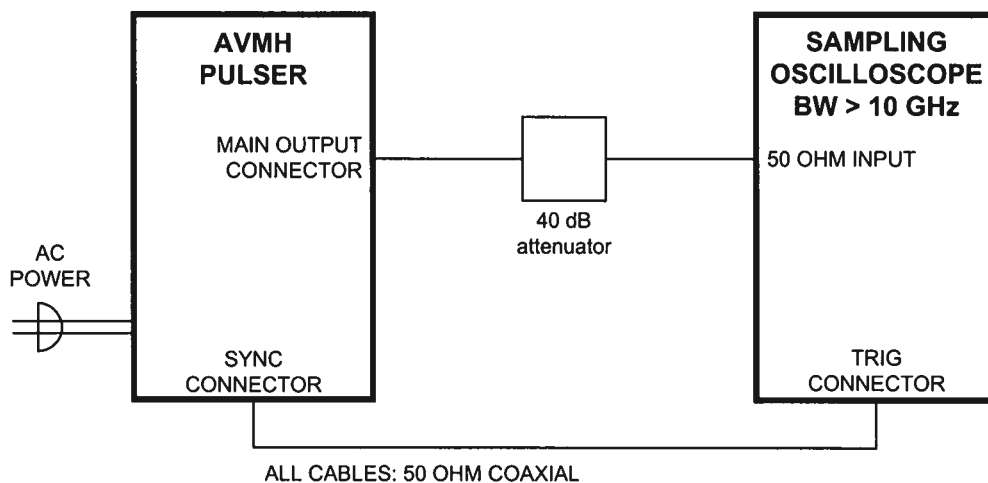 AVMH
PULSER
MAIN OUTPUT
CONNECTOR
SYNC
CONNECTOR
AC
POWER
40 dB
attenuator
SAMPLING
OSCILLOSCOPE
BW > 10 GHz
50 OHM INPUT
TRIG
CONNECTOR
ALL CABLES: 50 OHM COAXIAL